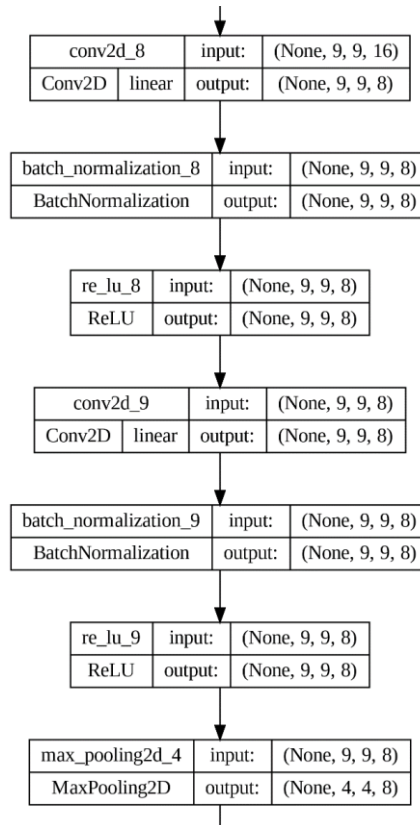 conv2d_8 input: (None, 9, 9, 16)
Conv2D linear output: (None, 9, 9, 8)
batch_normalization_8 input: (None, 9, 9, 8)
BatchNormalization output: (None, 9, 9, 8)
re_lu_8 input: (None, 9, 9, 8)
ReLU output: (None, 9, 9, 8)
conv2d_9 input: (None, 9, 9, 8)
Conv2D linear output: (None, 9, 9, 8)
batch_normalization_9 input: (None, 9, 9, 8)
BatchNormalization output: (None, 9, 9, 8)
re_lu_9 input: (None, 9, 9, 8)
ReLU output: (None, 9, 9, 8)
max_pooling2d_4 input: (None, 9, 9, 8)
MaxPooling2D output: (None, 4, 4, 8)